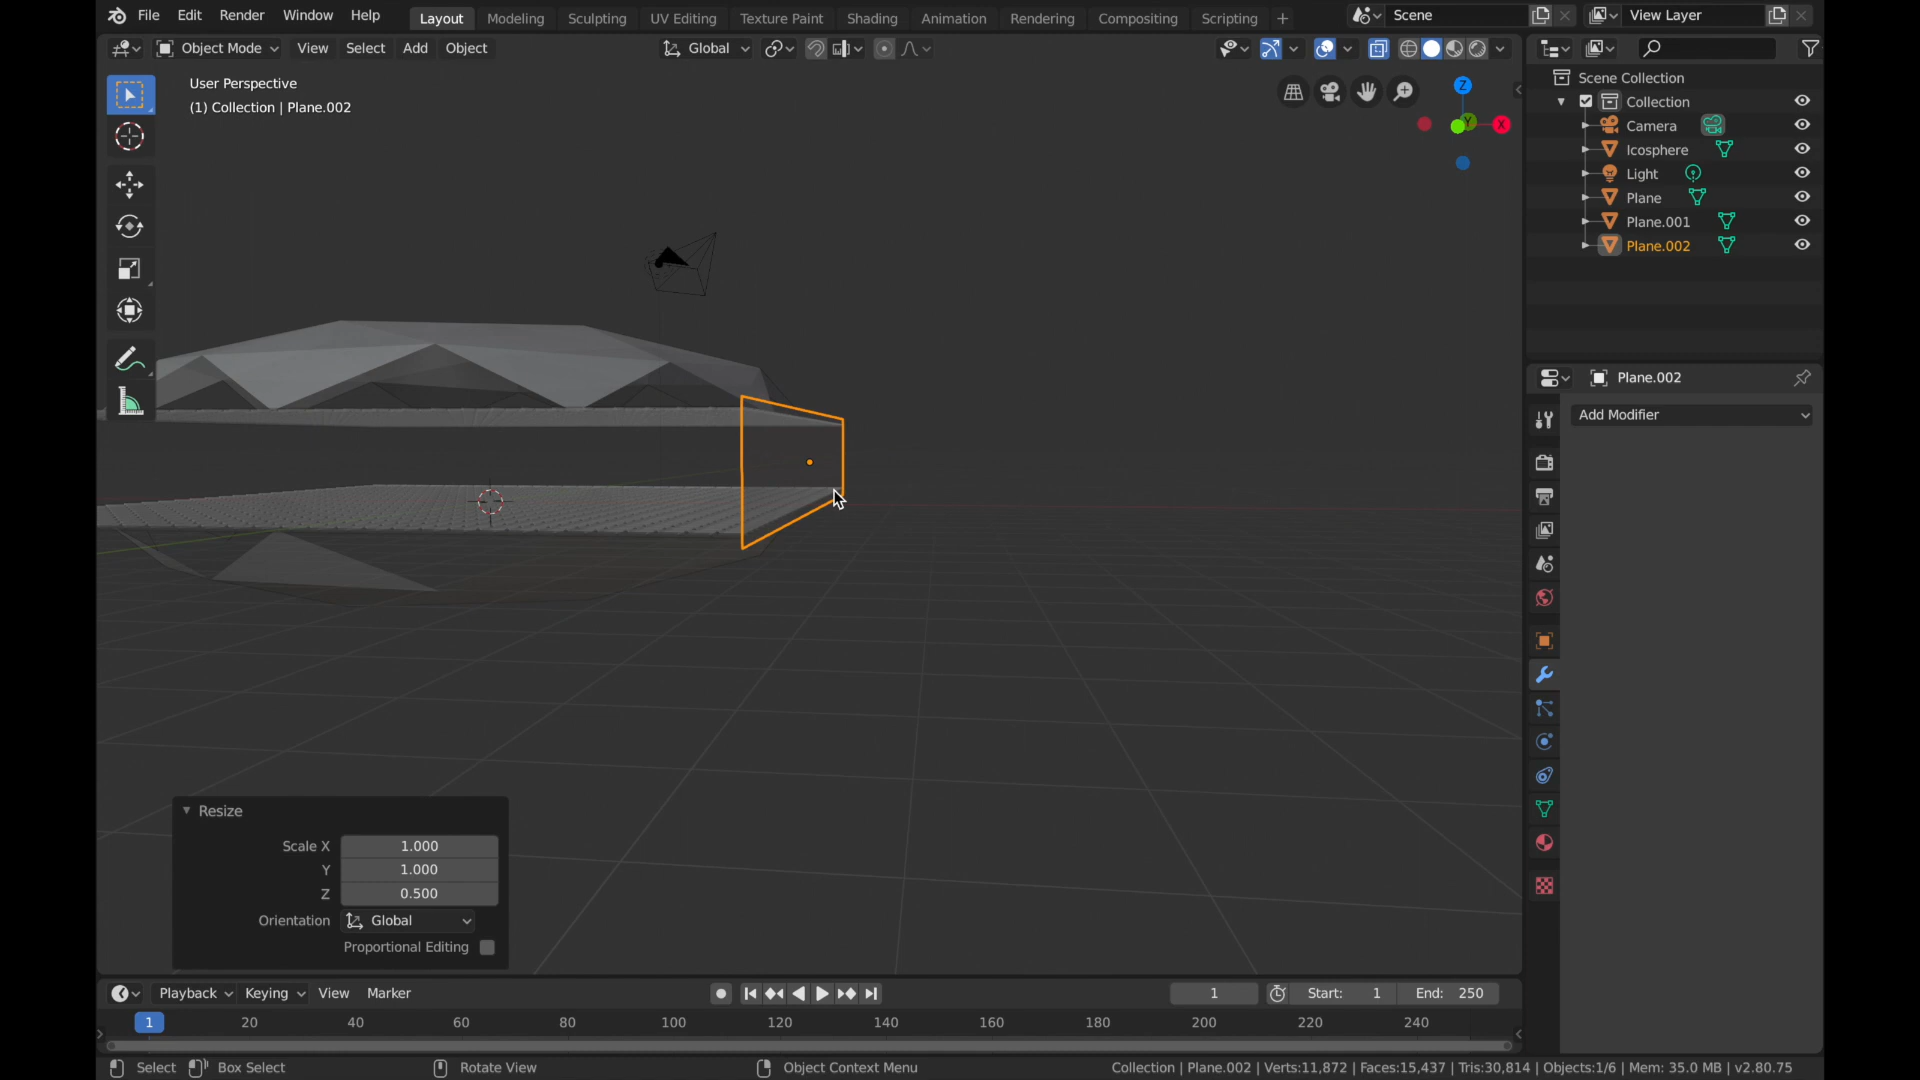 File Edit Render Window Help Layout Modeling Sculpting UV Editing Texture Paint Shading Animation Rendering Compositing Scripting + Scene View Layer
Object Mode View Select Add Object Global
User Perspective
(1) Collection | Plane.002
Z
Y
X
Scene Collection
Collection
Camera
Icosphere
Light
Plane
Plane.001
Plane.002
Plane.002
Add Modifier
Resize
Scale X 1.000
Y 1.000
Z 0.500
Orientation Global
Proportional Editing
Playback Keying View Marker 1 Start: 1 End: 250
1 20 40 60 80 100 120 140 160 180 200 220 240
Select Box Select Rotate View Object Context Menu Collection | Plane.002 | Verts:11,872 | Faces:15,437 | Tris:30,814 | Objects:1/6 | Mem: 35.0 MB | v2.80.75